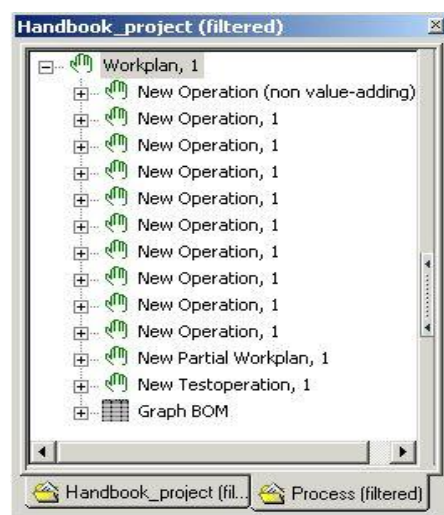 Handbook_project (filtered)
Workplan, 1
New Operation (non value-adding)
New Operation, 1
New Operation, 1
New Operation, 1
New Operation, 1
New Operation, 1
New Operation, 1
New Operation, 1
New Operation, 1
New Operation, 1
New Partial Workplan, 1
New Testoperation, 1
Graph BOM
Handbook_project (fil... Process (filtered)